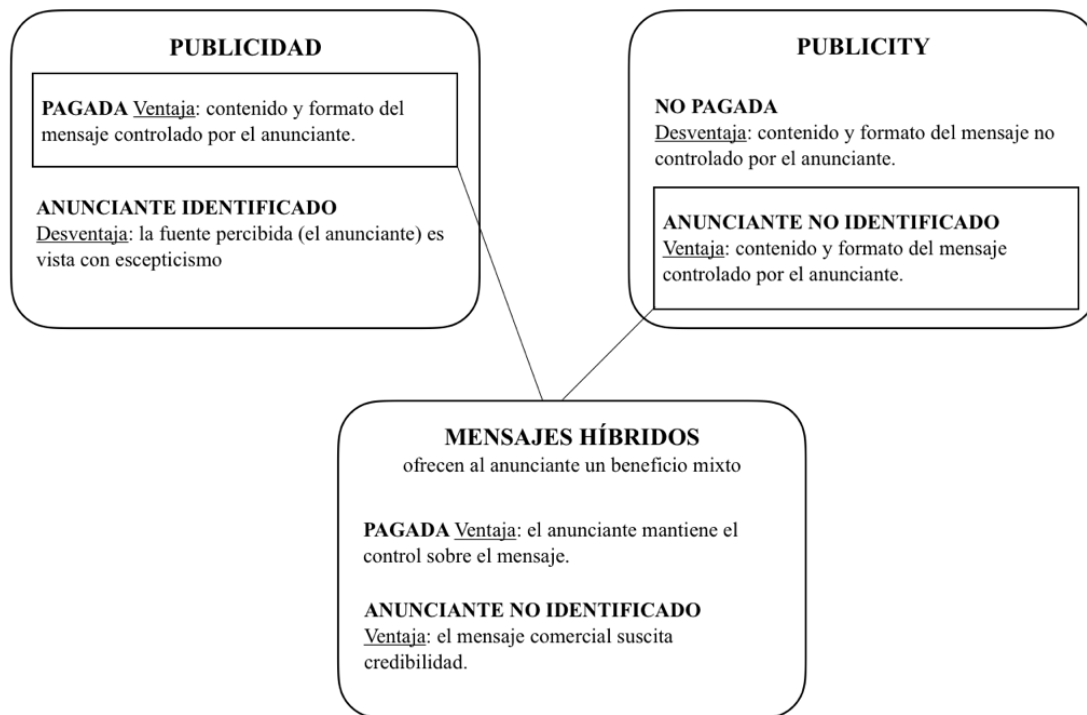 PUBLICIDAD
PAGADA Ventaja: contenido y formato del
mensaje controlado por el anunciante.
ANUNCIANTE IDENTIFICADO
Desventaja: la fuente percibida (el anunciante) es
vista con escepticismo
PUBLICITY
NO PAGADA
Desventaja: contenido y formato del mensaje no
controlado por el anunciante.
ANUNCIANTE NO IDENTIFICADO
Ventaja: contenido y formato del mensaje
controlado por el anunciante.
MENSAJES HÍBRIDOS
ofrecen al anunciante un beneficio mixto
PAGADA Ventaja: el anunciante mantiene el
control sobre el mensaje.
ANUNCIANTE NO IDENTIFICADO
Ventaja: el mensaje comercial suscita
credibilidad.